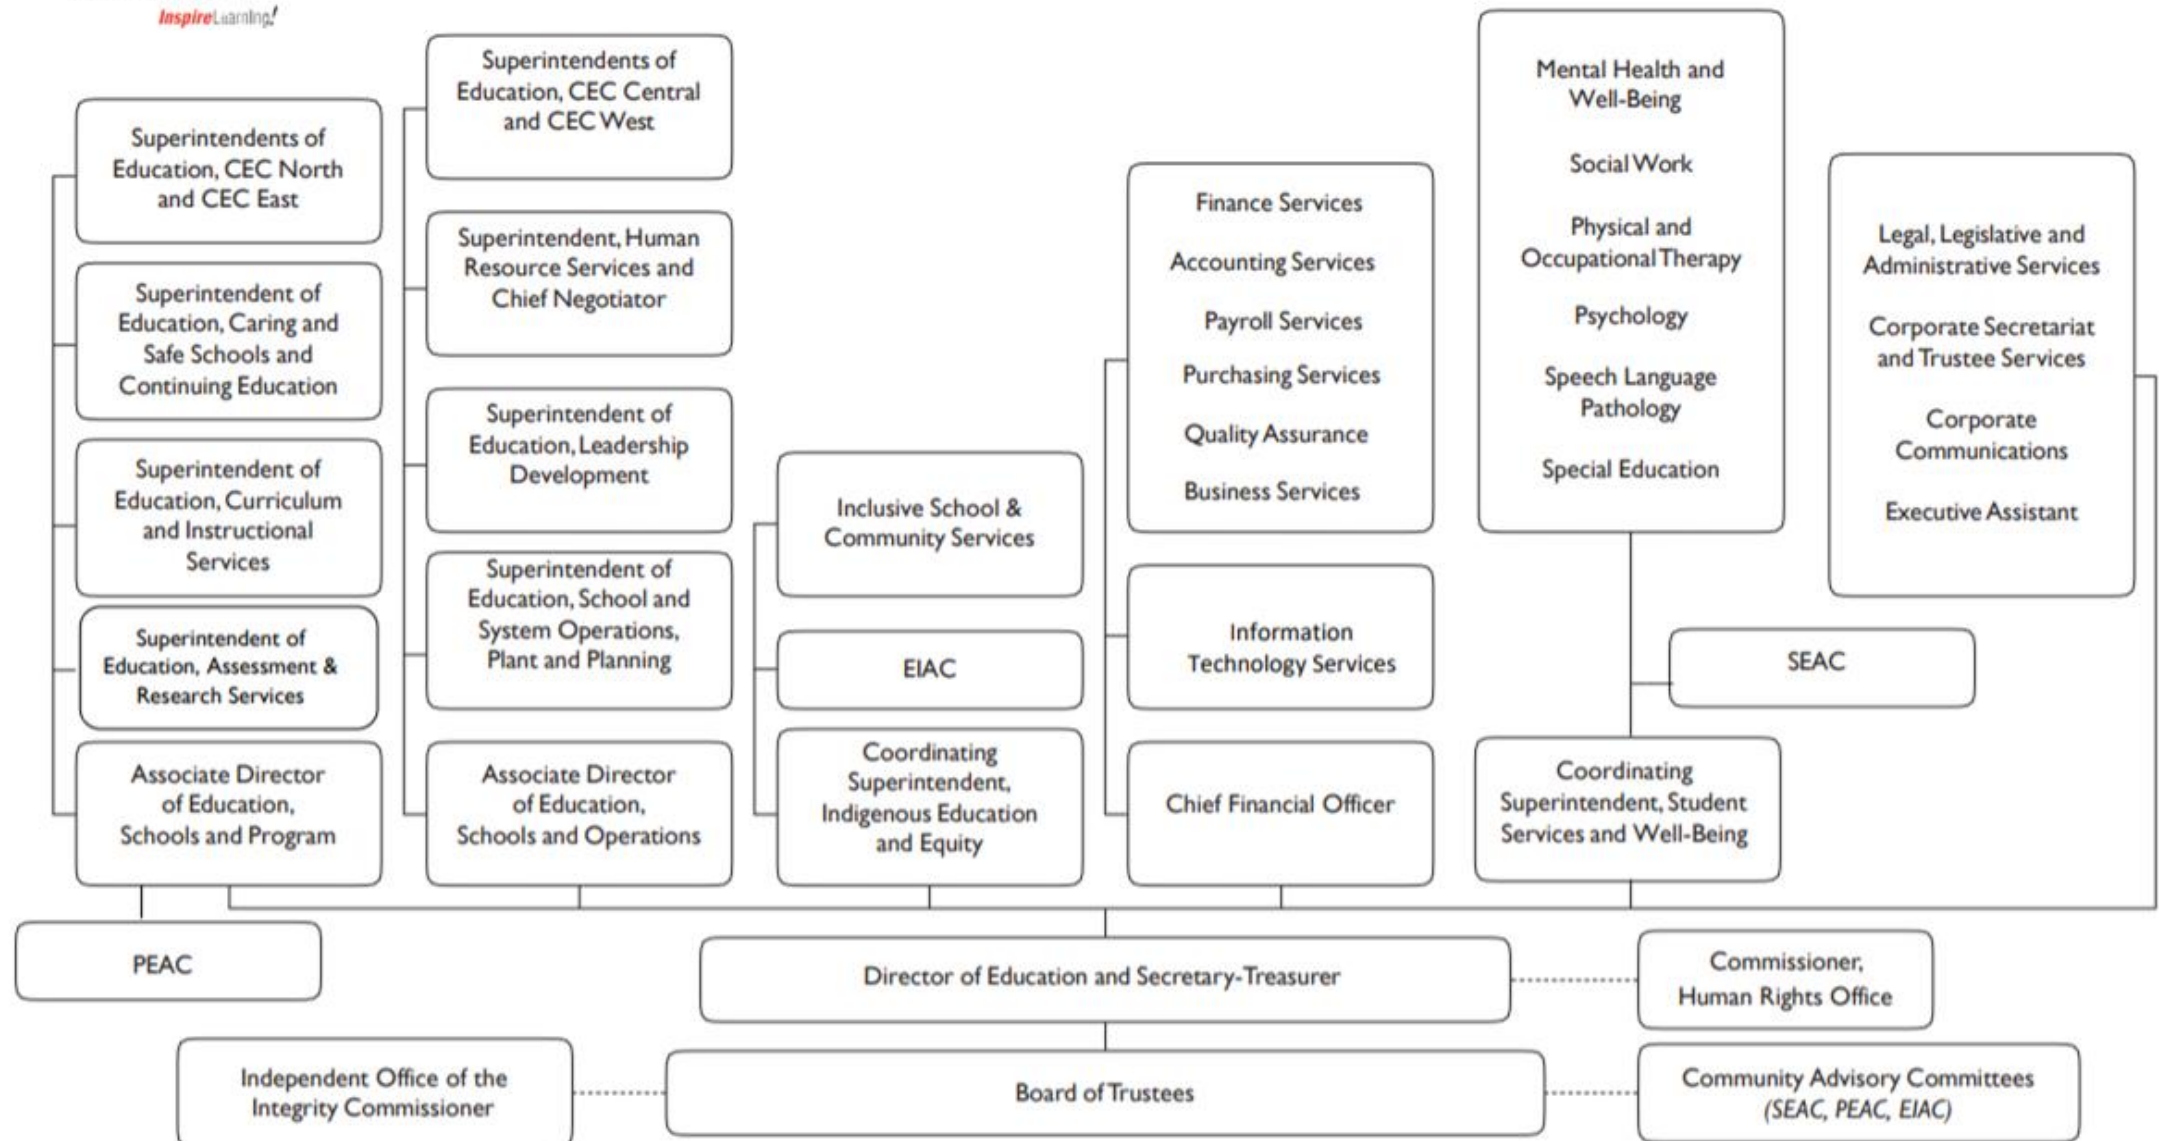 InspireLearning!
Superintendents of
Education, CEC North
and CEC East
Superintendent of
Education, Caring and
Safe Schools and
Continuing Education
Superintendent of
Education, Curriculum
and Instructional
Services
Superintendent of
Education, Assessment &
Research Services
Associate Director
of Education,
Schools and Program
PEAC
Superintendents of
Education, CEC Central
and CEC West
Superintendent, Human
Resource Services and
Chief Negotiator
Superintendent of
Education, Leadership
Development
Superintendent of
Education, School and
System Operations,
Plant and Planning
Associate Director
of Education,
Schools and Operations
Inclusive School &
Community Services
EIAC
Coordinating
Superintendent,
Indigenous Education
and Equity
Finance Services
Accounting Services
Payroll Services
Purchasing Services
Quality Assurance
Business Services
Information
Technology Services
Chief Financial Officer
Mental Health and
Well-Being
Social Work
Physical and
Occupational Therapy
Psychology
Speech Language
Pathology
Special Education
SEAC
Coordinating
Superintendent, Student
Services and Well-Being
Legal, Legislative and
Administrative Services
Corporate Secretariat
and Trustee Services
Corporate
Communications
Executive Assistant
Director of Education and Secretary-Treasurer
Commissioner,
Human Rights Office
Independent Office of the
Integrity Commissioner
Board of Trustees
Community Advisory Committees
(SEAC, PEAC, EIAC)